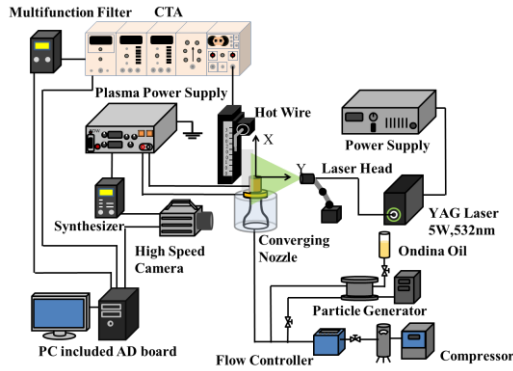 Multifunction Filter
CTA
Plasma Power Supply
Hot Wire
X
Power Supply
Y
Laser Head
Synthesizer
High Speed
Camera
Converging
Nozzle
YAG Laser
5W,532nm
Ondina Oil
Particle Generator
PC included AD board
Flow Controller
Compressor